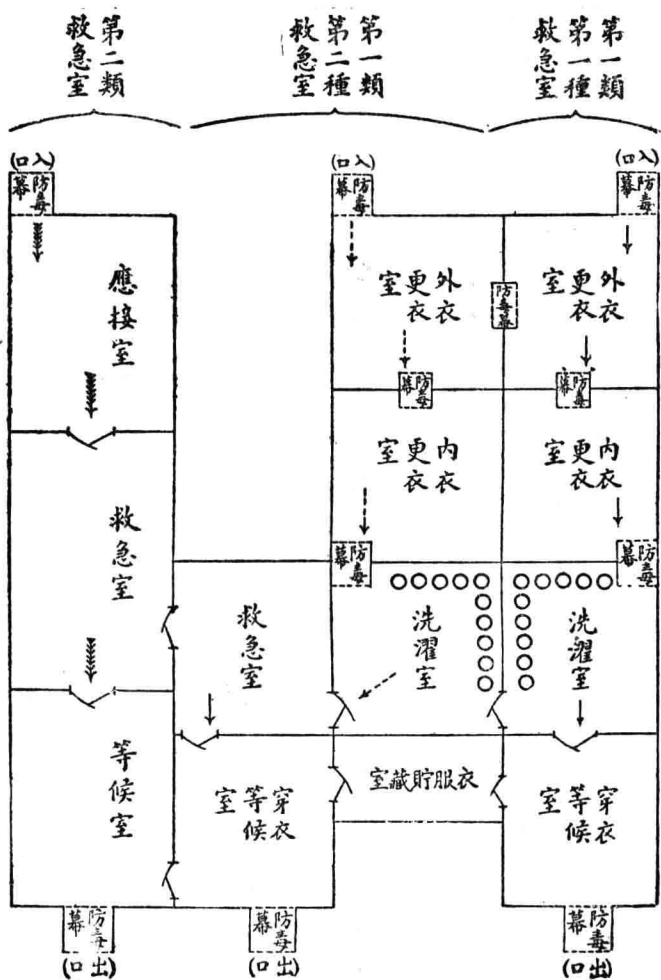 第一類
第一種
救急室
第一類
第二種
救急室
第二類
救急室
(入口)
防毒幕
(入口)
防毒幕
(入口)
防毒幕
外衣更衣室
防毒幕
外衣更衣室
應接室
防毒幕
防毒幕
內衣更衣室
內衣更衣室
救急室
防毒幕
防毒幕
洗濯室
洗濯室
救急室
穿衣等候室
衣服貯藏室
穿衣等候室
等候室
防毒幕
(出口)
防毒幕
(出口)
防毒幕
(出口)